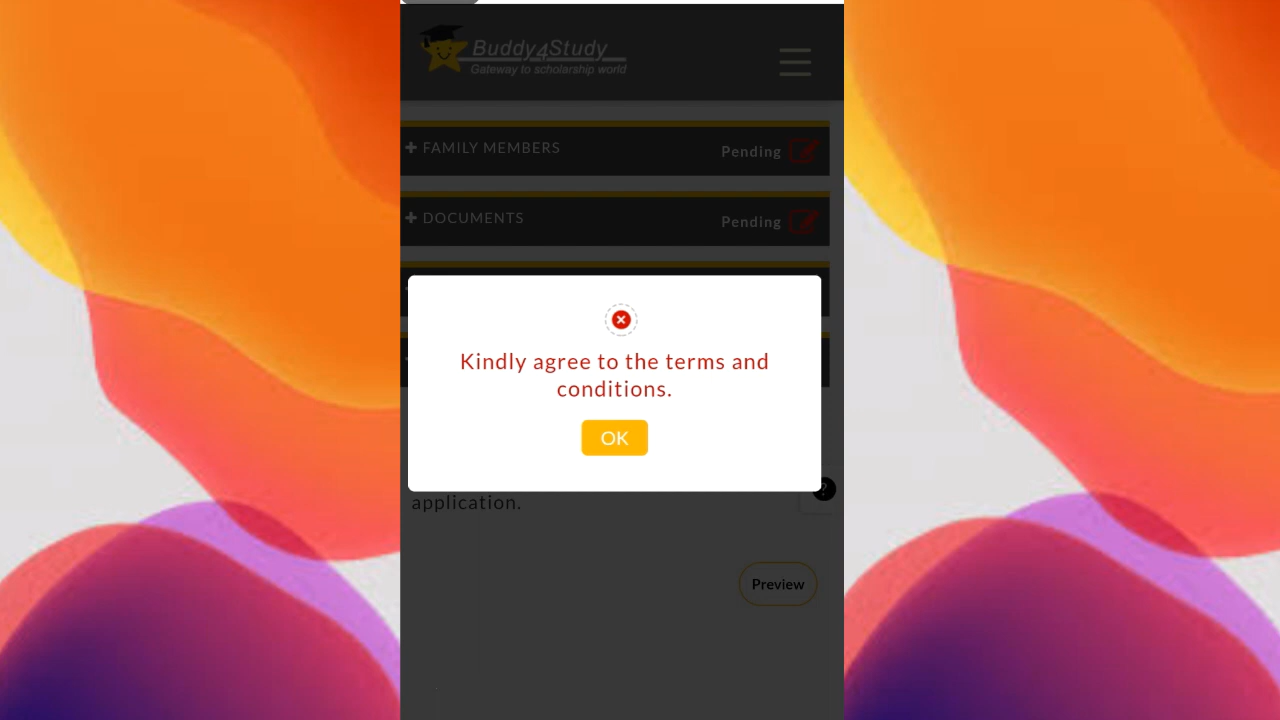 Buddy4Study
Gateway to scholarship world
FAMILY MEMBERS
Pending
DOCUMENTS
Pending
Kindly agree to the terms and
conditions.
OK
application.
?
Preview